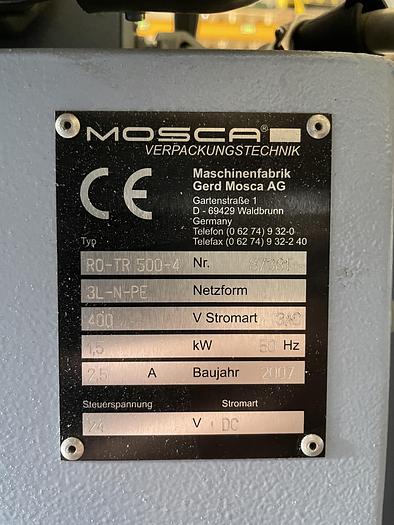 MOSCA®
VERPACKUNGSTECHNIK
CE
Maschinenfabrik
Gerd Mosca AG
Gartenstraße 1
D - 69429 Waldbrunn
Germany
Telefon (0 62 74) 9 32-0
Telefax (0 62 74) 9 32-2 40
Typ
RO-TR 500-4 Nr.
3L-N-PE Netzform
400 V Stromart 3AC
1,5 kW 50 Hz
2,5 A Baujahr 2007
Steuerspannung Stromart
24 V DC